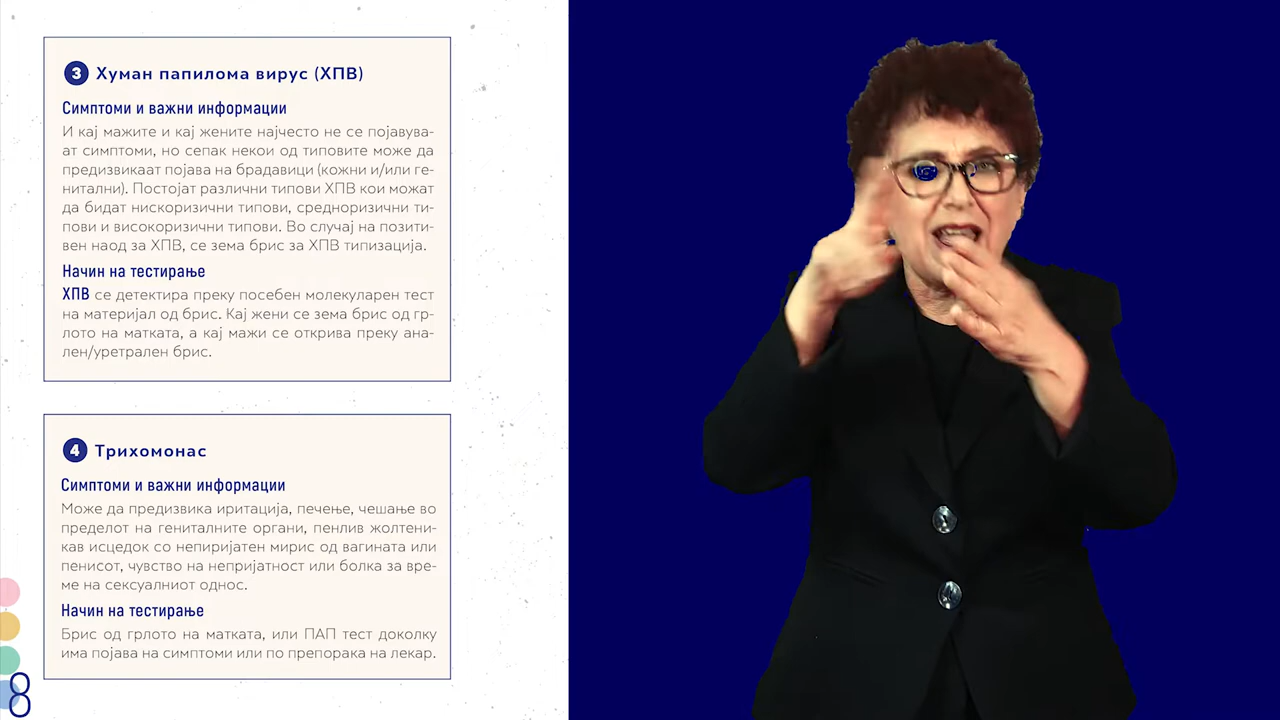 3 Хуман папилома вирус (ХПВ)
Симптоми и важни информации
И кај мажите и кај жените најчесто не се појавува-
ат симптоми, но сепак некои од типовите може да
предизвикаат појава на брадавици (кожни и/или ге-
нитални). Постојат различни типови ХПВ кои можат
да бидат нискоризични типови, средноризични ти-
пови и високоризични типови. Во случај на позити-
вен наод за ХПВ, се зема брис за ХПВ типизација.
Начин на тестирање
ХПВ се детектира преку посебен молекуларен тест
на материјал од брис. Кај жени се зема брис од гр-
лото на матката, а кај мажи се открива преку ана-
лен/уретрален брис.
4 Трихомонас
Симптоми и важни информации
Може да предизвика иритација, печење, чешање во
пределот на гениталните органи, пенлив жолтени-
кав исцедок со непиријатен мирис од вагината или
пенисот, чувство на непријатност или болка за вре-
ме на сексуалниот однос.
Начин на тестирање
Брис од грлото на матката, или ПАП тест доколку
има појава на симптоми или по препорака на лекар.
8